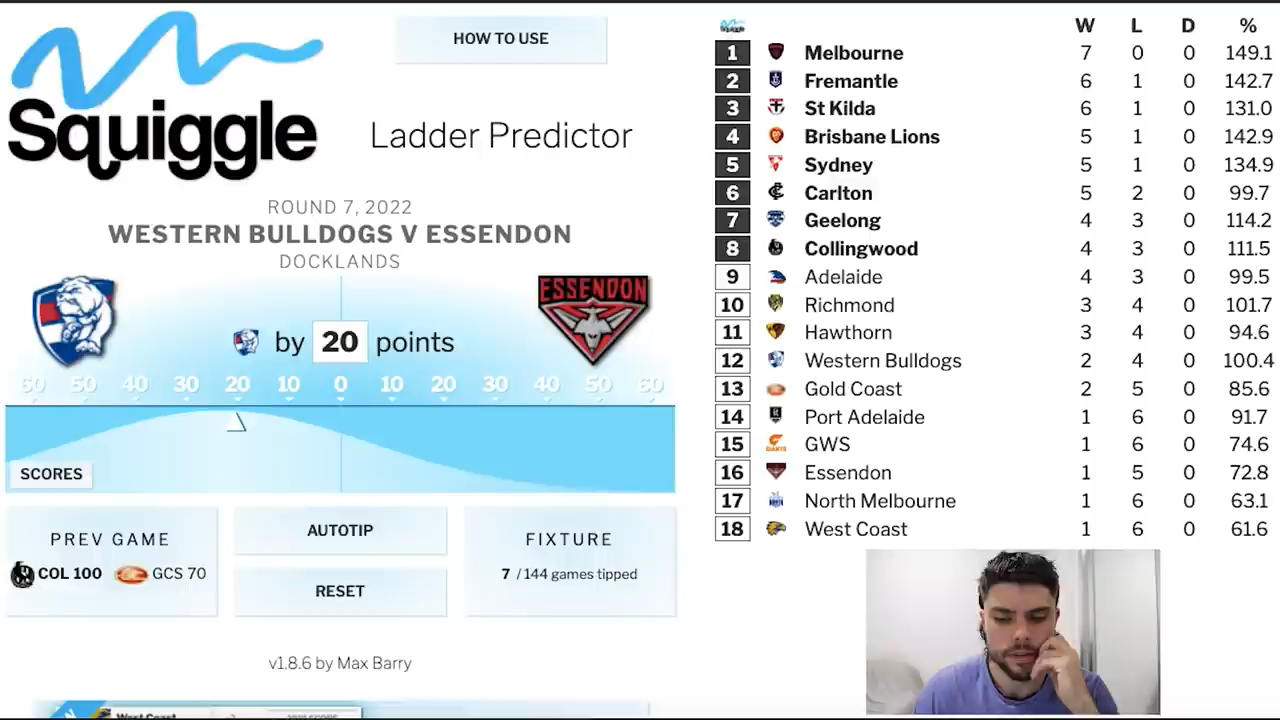 HOW TO USE
Squiggle
Ladder Predictor
ROUND 7, 2022
WESTERN BULLDOGS V ESSENDON
DOCKLANDS
ESSENDON
by 20 points
60 50 40 30 20 10 0 10 20 30 40 50 60
SCORES
PREV GAME
COL 100 GCS 70
AUTOTIP
RESET
FIXTURE
7 / 144 games tipped
v1.8.6 by Max Barry
West Coast
W L D %
1 Melbourne 7 0 0 149.1
2 Fremantle 6 1 0 142.7
3 St Kilda 6 1 0 131.0
4 Brisbane Lions 5 1 0 142.9
5 Sydney 5 1 0 134.9
6 Carlton 5 2 0 99.7
7 Geelong 4 3 0 114.2
8 Collingwood 4 3 0 111.5
9 Adelaide 4 3 0 99.5
10 Richmond 3 4 0 101.7
11 Hawthorn 3 4 0 94.6
12 Western Bulldogs 2 4 0 100.4
13 Gold Coast 2 5 0 85.6
14 Port Adelaide 1 6 0 91.7
15 GWS 1 6 0 74.6
16 Essendon 1 5 0 72.8
17 North Melbourne 1 6 0 63.1
18 West Coast 1 6 0 61.6